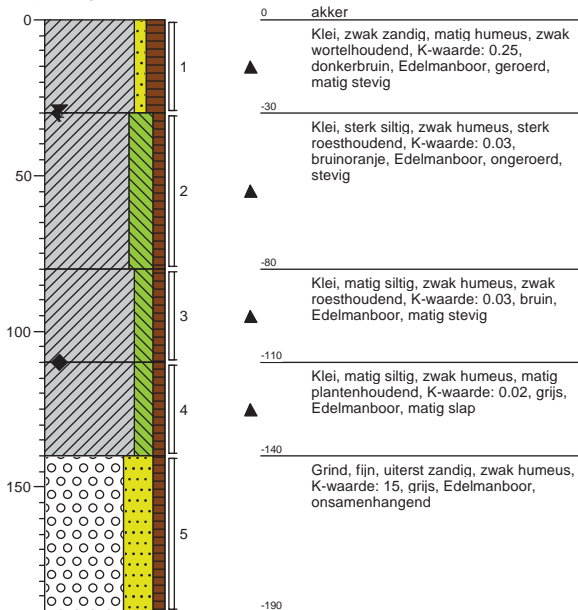 0
50
100
150
1
2
3
4
5
0
akker
Klei, zwak zandig, matig humeus, zwak
wortelhoudend, K-waarde: 0.25,
donkerbruin, Edelmanboor, geroerd,
matig stevig
-30
Klei, sterk siltig, zwak humeus, sterk
roesthoudend, K-waarde: 0.03,
bruinoranje, Edelmanboor, ongeroerd,
stevig
-80
Klei, matig siltig, zwak humeus, zwak
roesthoudend, K-waarde: 0.03, bruin,
Edelmanboor, matig stevig
-110
Klei, matig siltig, zwak humeus, matig
plantenhoudend, K-waarde: 0.02, grijs,
Edelmanboor, matig slap
-140
Grind, fijn, uiterst zandig, zwak humeus,
K-waarde: 15, grijs, Edelmanboor,
onsamenhangend
-190